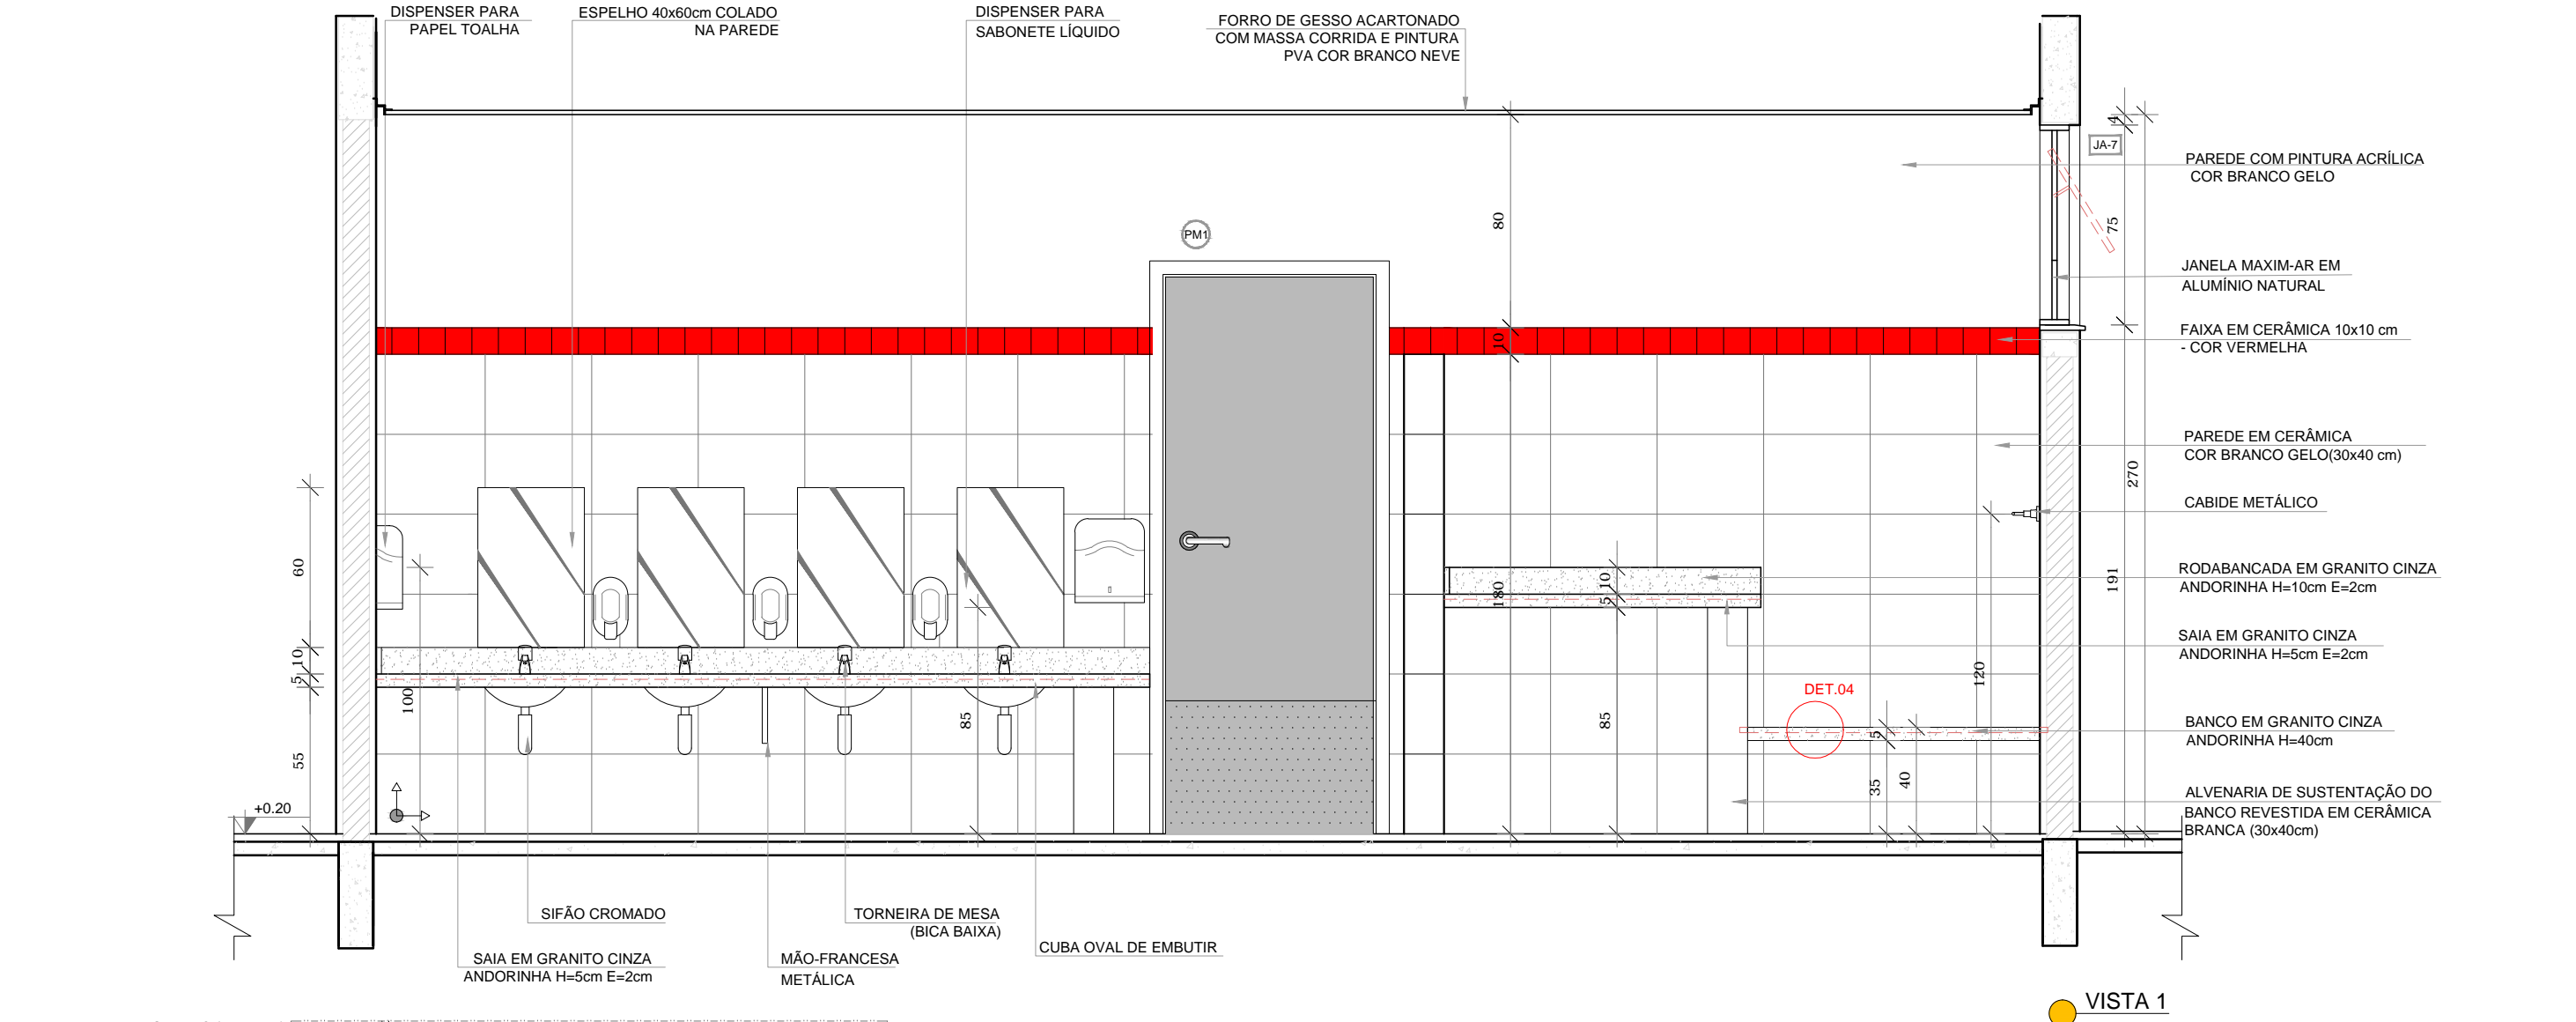 DISPENSER PARA
PAPEL TOALHA
ESPELHO 40x60cm COLADO
NA PAREDE
DISPENSER PARA
SABONETE LÍQUIDO
FORRO DE GESSO ACARTONADO
COM MASSA CORRIDA E PINTURA
PVA COR BRANCO NEVE
4
JA-7
PAREDE COM PINTURA ACRÍLICA
COR BRANCO GELO
80
75
PM1
JANELA MAXIM-AR EM
ALUMÍNIO NATURAL
FAIXA EM CERÂMICA 10x10 cm
- COR VERMELHA
10
PAREDE EM CERÂMICA
COR BRANCO GELO(30x40 cm)
270
CABIDE METÁLICO
60
180
10
5
191
RODABANCADA EM GRANITO CINZA
ANDORINHA H=10cm E=2cm
SAIA EM GRANITO CINZA
ANDORINHA H=5cm E=2cm
10
5
100
85
85
120
DET.04
5
BANCO EM GRANITO CINZA
ANDORINHA H=40cm
55
35
40
ALVENARIA DE SUSTENTAÇÃO DO
BANCO REVESTIDA EM CERÂMICA
BRANCA (30x40cm)
+0.20
SIFÃO CROMADO
TORNEIRA DE MESA
(BICA BAIXA)
CUBA OVAL DE EMBUTIR
SAIA EM GRANITO CINZA
ANDORINHA H=5cm E=2cm
MÃO-FRANCESA
METÁLICA
VISTA 1